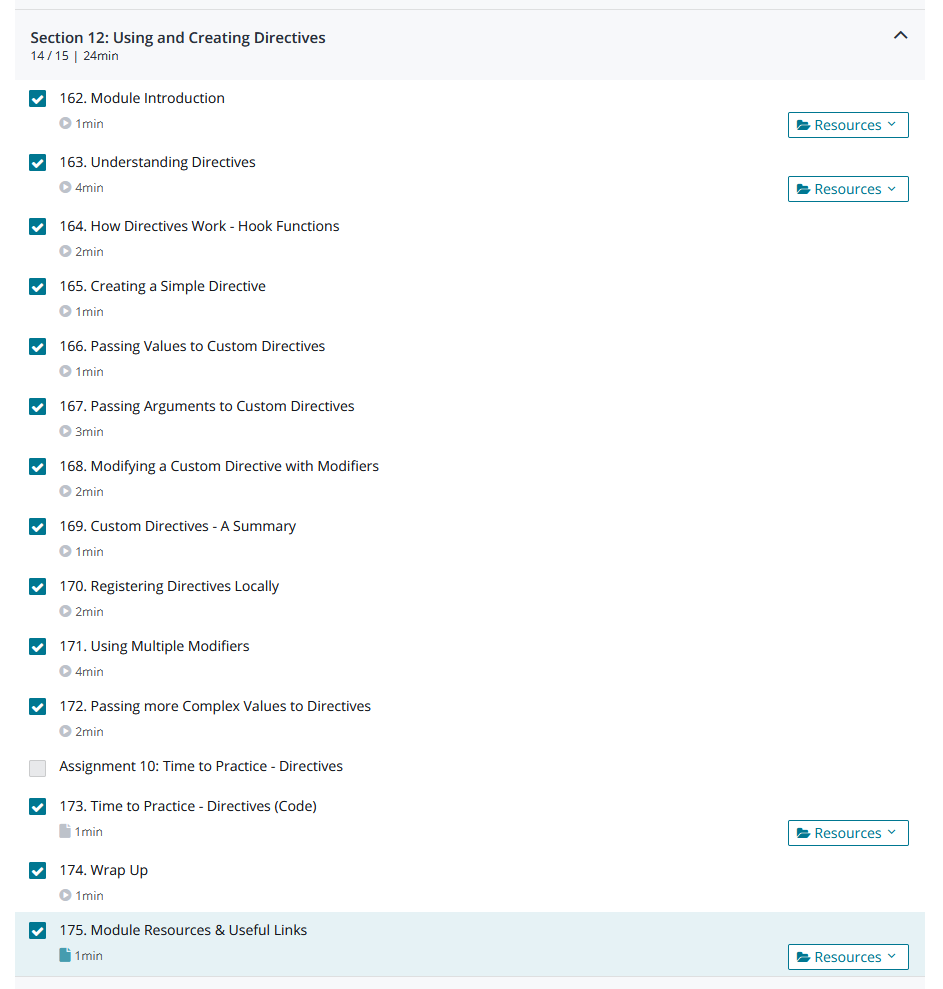 Section 12: Using and Creating Directives
14 / 15 | 24min
162. Module Introduction
1min
Resources
163. Understanding Directives
4min
Resources
164. How Directives Work - Hook Functions
2min
165. Creating a Simple Directive
1min
166. Passing Values to Custom Directives
1min
167. Passing Arguments to Custom Directives
3min
168. Modifying a Custom Directive with Modifiers
2min
169. Custom Directives - A Summary
1min
170. Registering Directives Locally
2min
171. Using Multiple Modifiers
4min
172. Passing more Complex Values to Directives
2min
Assignment 10: Time to Practice - Directives
173. Time to Practice - Directives (Code)
1min
Resources
174. Wrap Up
1min
175. Module Resources & Useful Links
1min
Resources